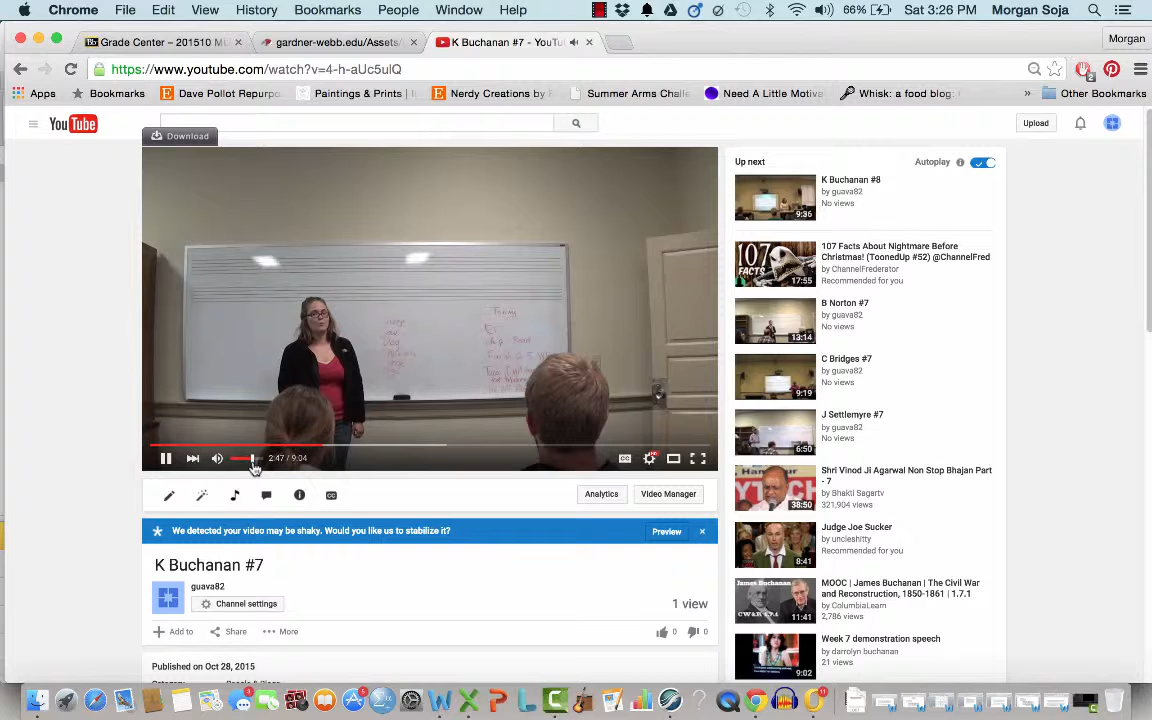 Chrome File Edit View History Bookmarks People Window Help 66% Sat 3:26 PM Morgan Soja
Grade Center – 201510 M × gardner-webb.edu/Assets/ × K Buchanan #7 - YouTu × Morgan
https://www.youtube.com/watch?v=4-h-aUc5ulQ
Apps Bookmarks Dave Pollot Repurpo Paintings & Prints Nerdy Creations by Summer Arms Challe Need A Little Motiva Whisk: a food blog: » Other Bookmarks
YouTube Upload
Download
Up next Autoplay
K Buchanan #8
by guava82
No views
9:36
107 Facts About Nightmare Before
Christmas! (ToonedUp #52) @ChannelFred
by ChannelFrederator
Recommended for you
107
FACTS
17:55
B Norton #7
by guava82
No views
13:14
C Bridges #7
by guava82
No views
9:19
J Settlemyre #7
by guava82
No views
6:50
Shri Vinod Ji Agarwal Non Stop Bhajan Part
- 7
by Bhakti Sagartv
321,904 views
38:50
Judge Joe Sucker
by uncleshitty
Recommended for you
8:41
MOOC | James Buchanan | The Civil War
and Reconstruction, 1850-1861 | 1.7.1
by ColumbiaLearn
2,786 views
James Buchanan
11:41
Week 7 demonstration speech
by darrolyn buchanan
21 views
9:02
Today
2:47 / 9:04 CC HD
CC Analytics Video Manager
We detected your video may be shaky. Would you like us to stabilize it? Preview ×
K Buchanan #7
guava82
Channel settings
1 view
Add to Share More 0 0
Published on Oct 28, 2015